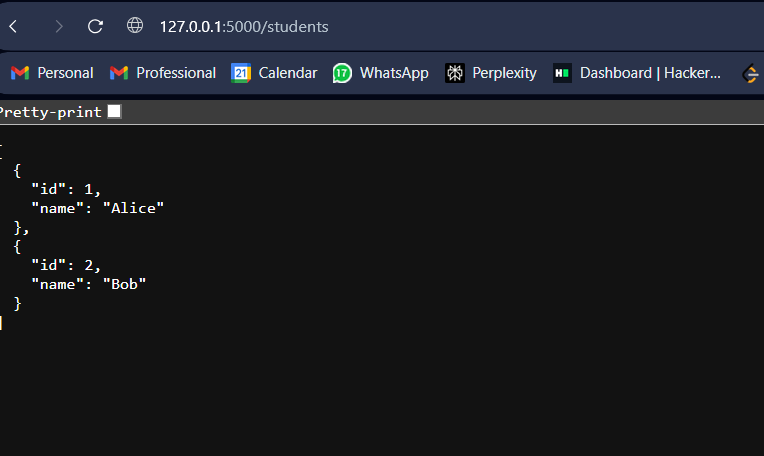 127.0.0.1:5000/students
Personal Professional 21 Calendar 17 WhatsApp Perplexity Dashboard | Hacker...
Pretty-print
[
  {
    "id": 1,
    "name": "Alice"
  },
  {
    "id": 2,
    "name": "Bob"
  }
]